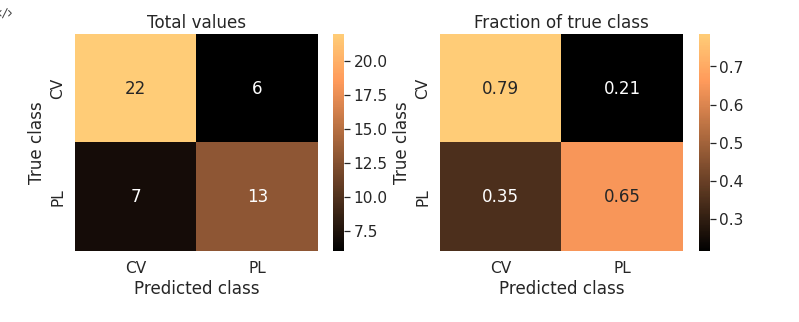 </>
Total values
Fraction of true class
True class
CV
PL
22
6
7
13
20.0
17.5
15.0
12.5
10.0
7.5
CV
PL
Predicted class
True class
CV
PL
0.79
0.21
0.35
0.65
0.7
0.6
0.5
0.4
0.3
CV
PL
Predicted class